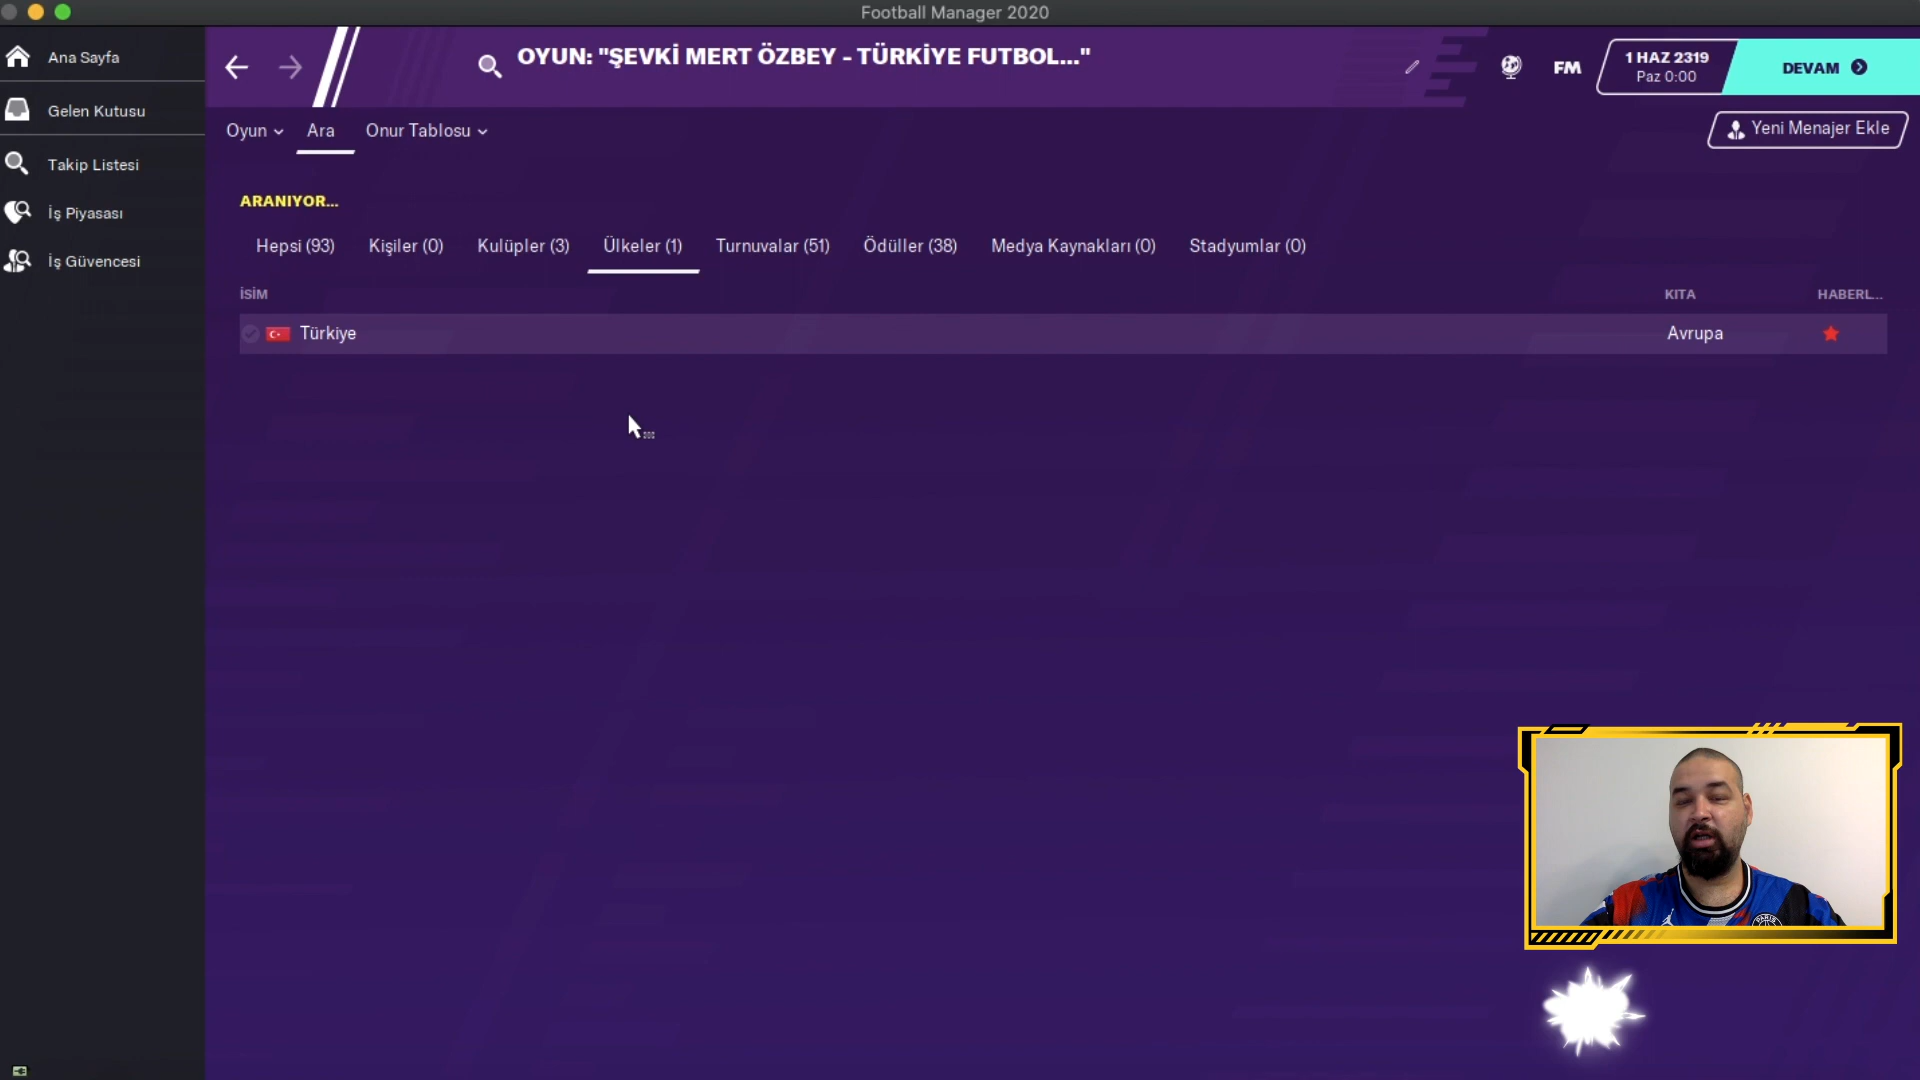 Football Manager 2020
Ana Sayfa
Gelen Kutusu
Takip Listesi
İş Piyasası
İş Güvencesi
OYUN: "ŞEVKİ MERT ÖZBEY - TÜRKİYE FUTBOL..."
FM
1 HAZ 2319
Paz 0:00
DEVAM
Oyun
Ara
Onur Tablosu
Yeni Menajer Ekle
ARANIYOR...
Hepsi (93)
Kişiler (0)
Kulüpler (3)
Ülkeler (1)
Turnuvalar (51)
Ödüller (38)
Medya Kaynakları (0)
Stadyumlar (0)
İSİM
KITA
HABERL...
Türkiye
Avrupa
PARIS